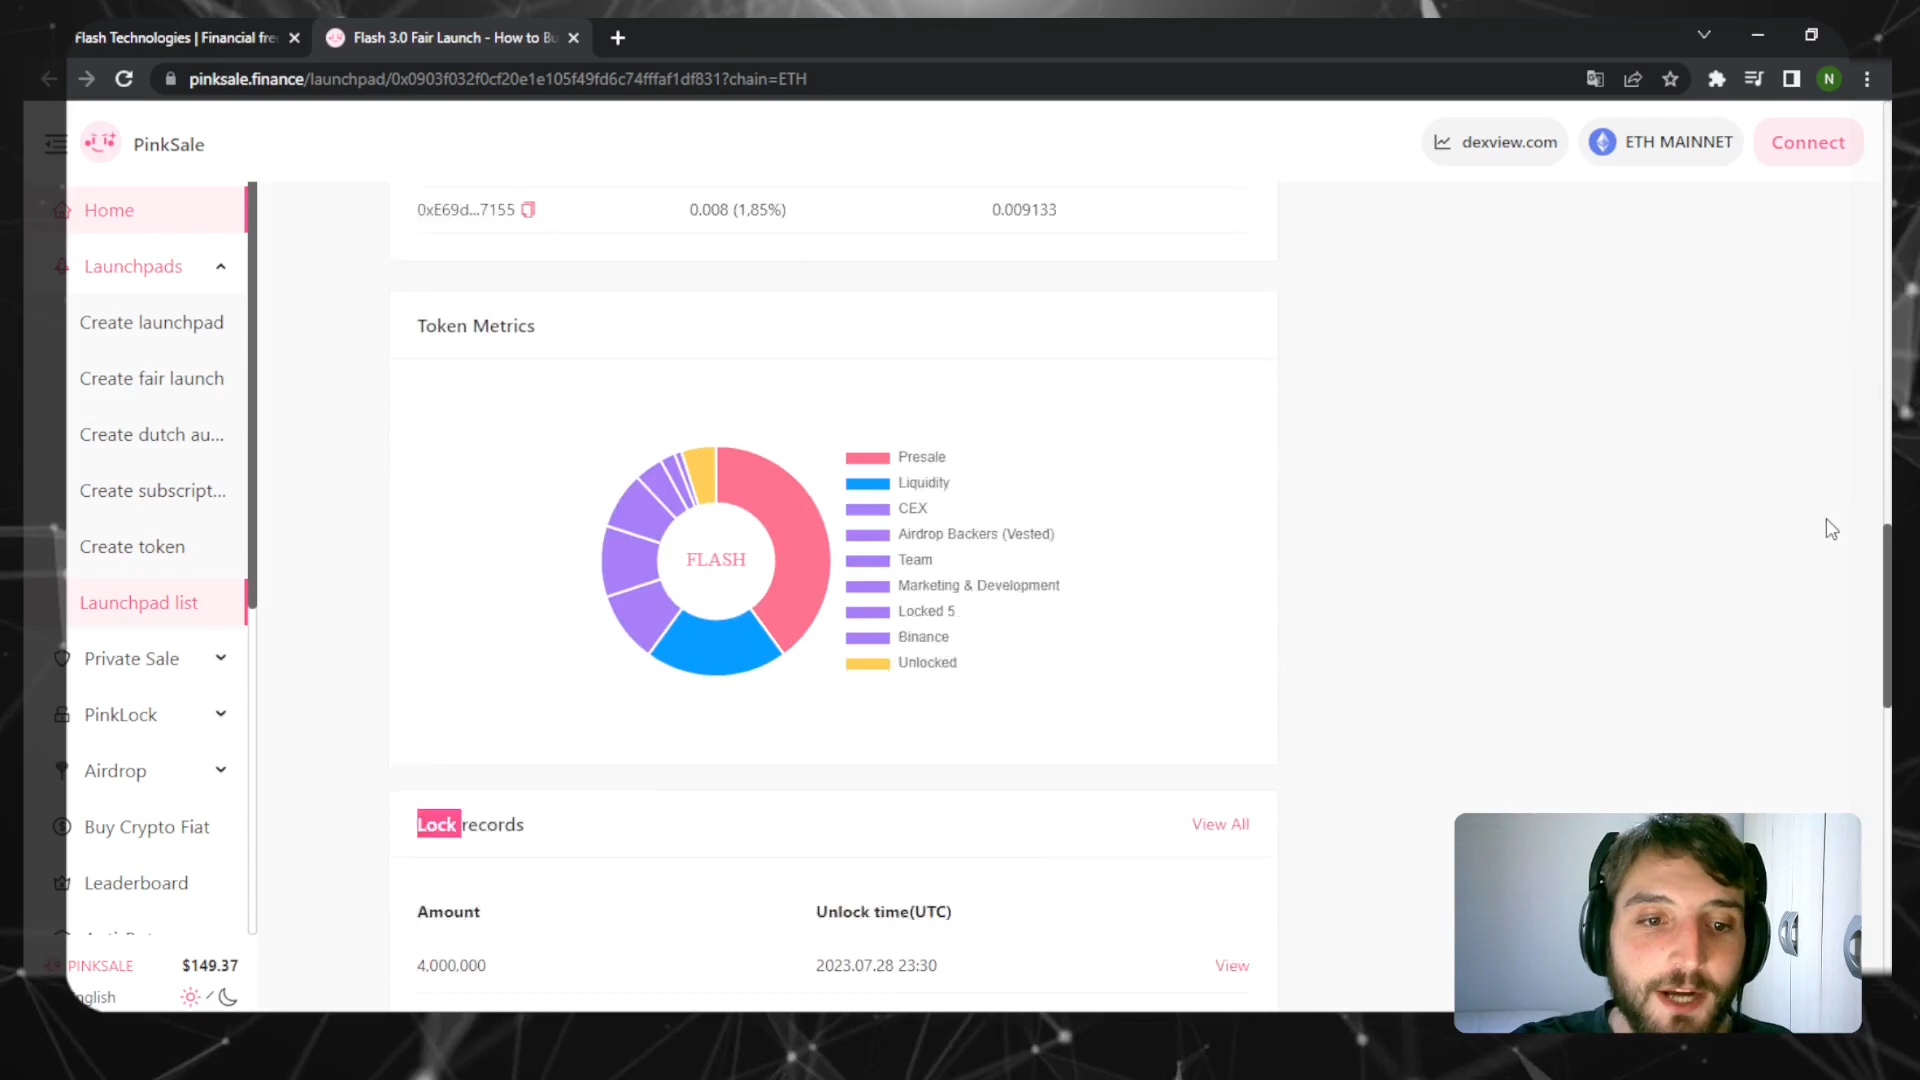 Flash Technologies | Financial fre
Flash 3.0 Fair Launch - How to Bu
pinksale.finance/launchpad/0x0903f032f0cf20e1e105f49fd6c74fffaf1df831?chain=ETH
N
PinkSale
dexview.com
ETH MAINNET
Connect
Home
Launchpads
Create launchpad
Create fair launch
Create dutch au...
Create subscript...
Create token
Launchpad list
Private Sale
PinkLock
Airdrop
Buy Crypto Fiat
Leaderboard
PINKSALE $149.37
nglish
0xE69d...7155 0.008 (1,85%) 0.009133
Token Metrics
FLASH
Presale
Liquidity
CEX
Airdrop Backers (Vested)
Team
Marketing & Development
Locked 5
Binance
Unlocked
Lock records View All
Amount Unlock time(UTC)
4,000,000 2023.07.28 23:30 View